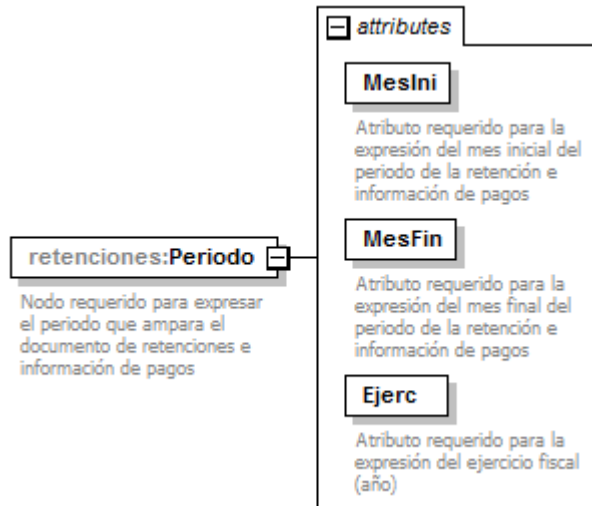 attributes
MesIni
Atributo requerido para la
expresión del mes inicial del
periodo de la retención e
información de pagos
retenciones:Periodo
Nodo requerido para expresar
el periodo que ampara el
documento de retenciones e
información de pagos
MesFin
Atributo requerido para la
expresión del mes final del
periodo de la retención e
información de pagos
Ejerc
Atributo requerido para la
expresión del ejercicio fiscal
(año)